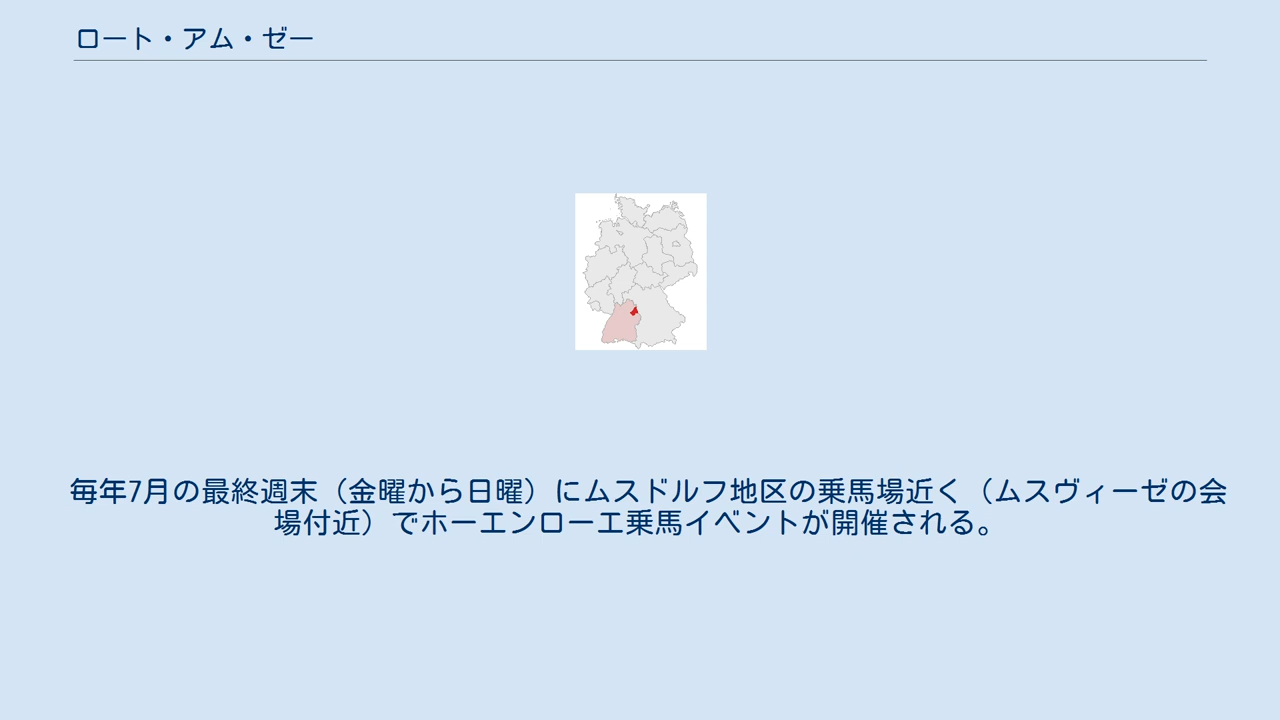 ロート・アム・ゼー
毎年7月の最終週末（金曜から日曜）にムスドルフ地区の乗馬場近く（ムスヴィーゼの会
場付近）でホーエンローエ乗馬イベントが開催される。